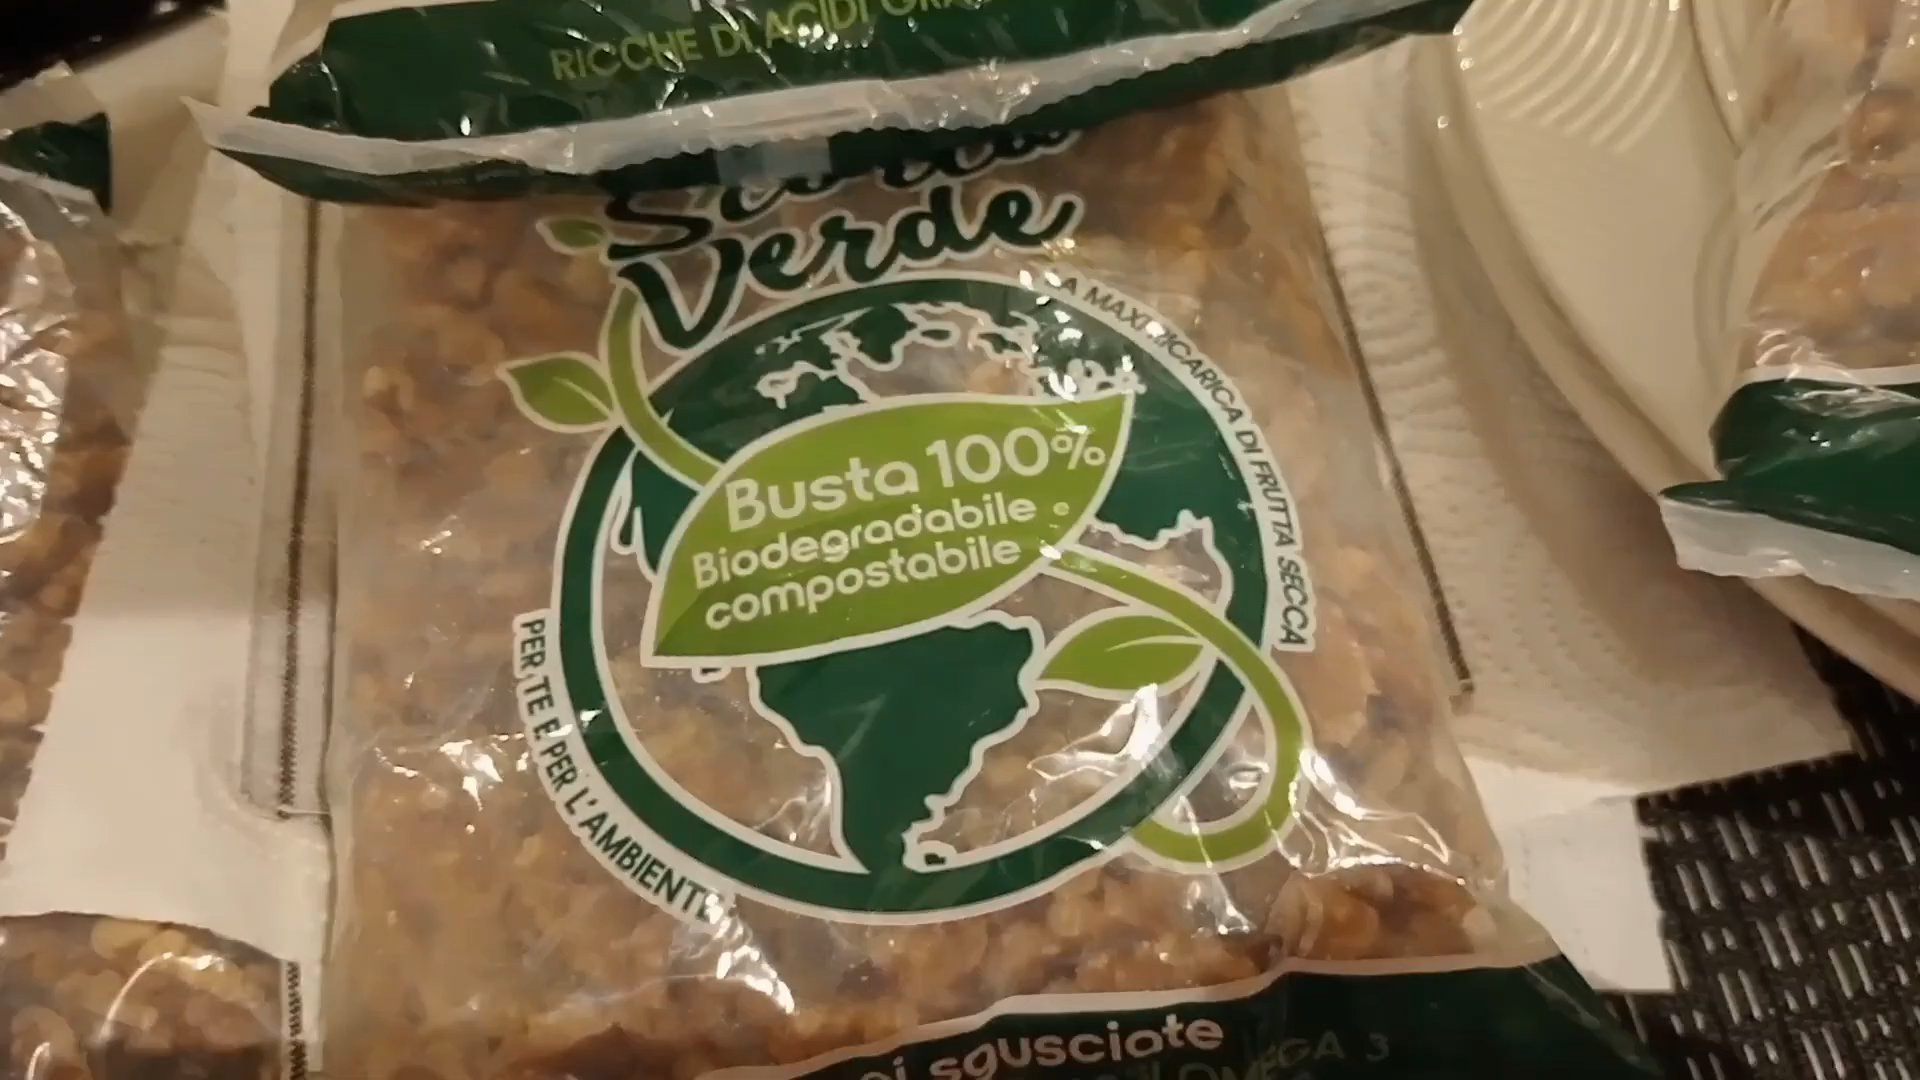 RICCHE DI ACIDI
Verde
MAXI RICARICA DI FRUTTA SECCA
Busta 100%
Biodegradabile e
compostabile
PER TE E PER L'AMBIENTE
sgusciate
OMEGA 3